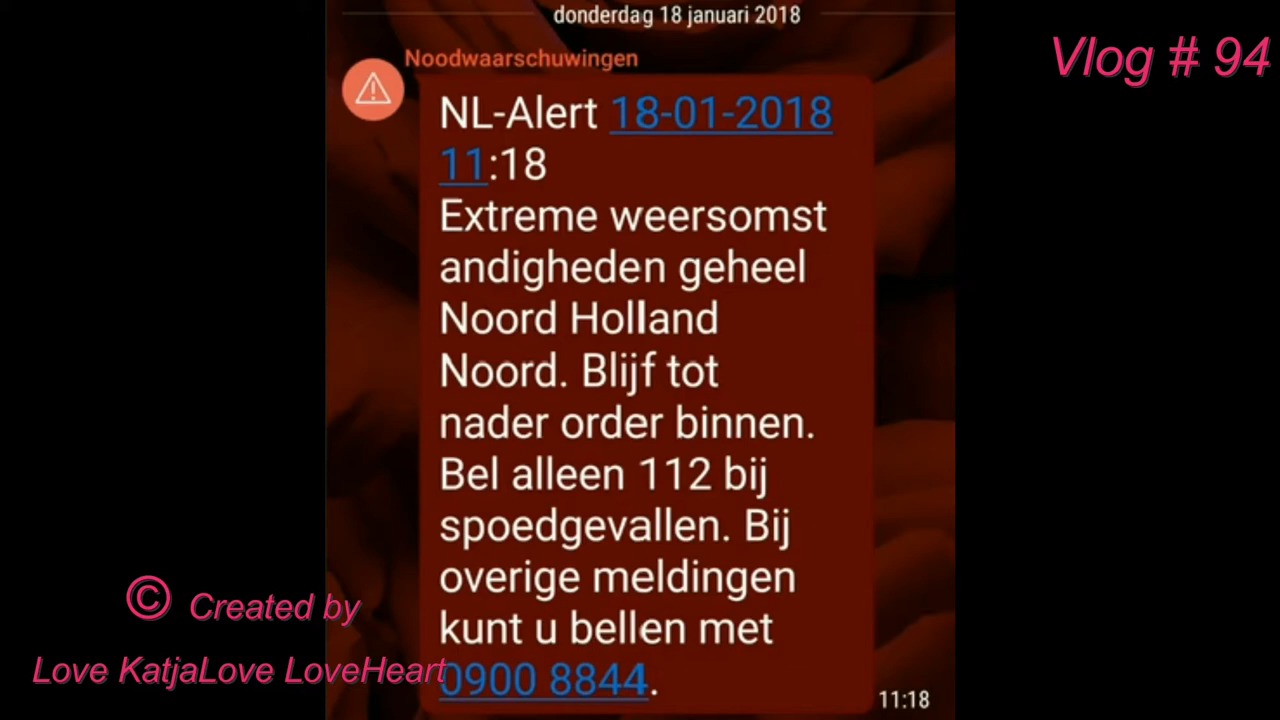 donderdag 18 januari 2018
Vlog # 94
Noodwaarschuwingen
NL-Alert 18-01-2018
11:18
Extreme weersomst
andigheden geheel
Noord Holland
Noord. Blijf tot
nader order binnen.
Bel alleen 112 bij
spoedgevallen. Bij
overige meldingen
kunt u bellen met
0900 8844.
11:18
© Created by
Love KatjaLove LoveHeart